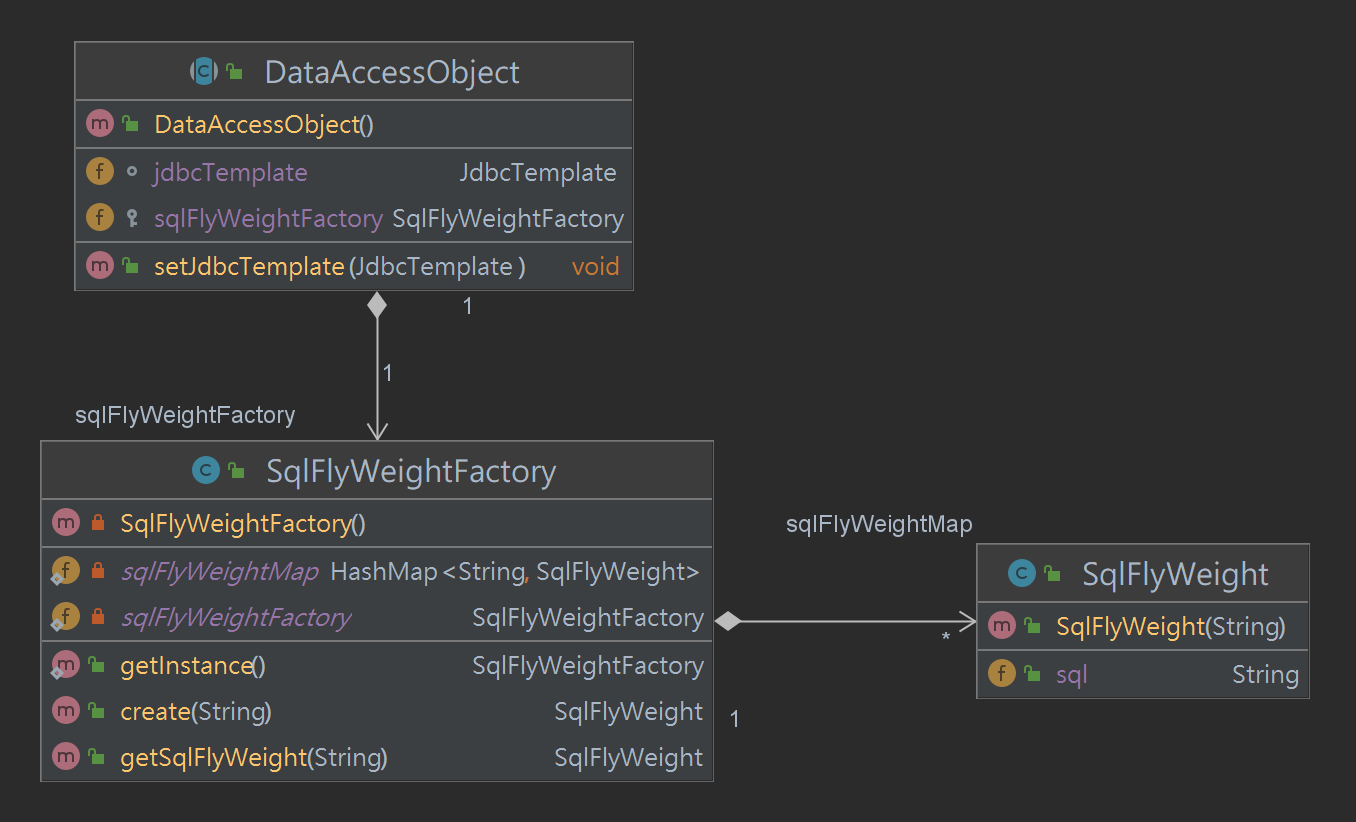 DataAccessObject
DataAccessObject()
jdbcTemplate JdbcTemplate
sqlFlyWeightFactory SqlFlyWeightFactory
setJdbcTemplate(JdbcTemplate ) void
1
1
sqlFlyWeightFactory
SqlFlyWeightFactory
SqlFlyWeightFactory()
sqlFlyWeightMap HashMap<String, SqlFlyWeight>
sqlFlyWeightFactory SqlFlyWeightFactory
getInstance() SqlFlyWeightFactory
create(String) SqlFlyWeight
getSqlFlyWeight(String) SqlFlyWeight
sqlFlyWeightMap
*
1
SqlFlyWeight
SqlFlyWeight(String)
sql String